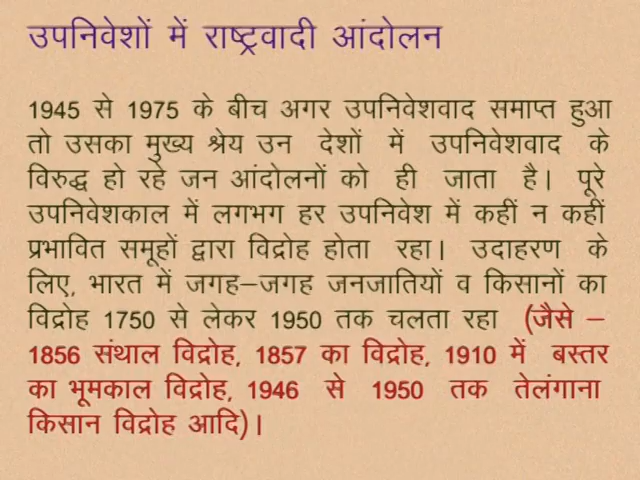 उपनिवेशों में राष्ट्रवादी आंदोलन
1945 से 1975 के बीच अगर उपनिवेशवाद समाप्त हुआ
तो उसका मुख्य श्रेय उन देशों में उपनिवेशवाद के
विरुद्ध हो रहे जन आंदोलनों को ही जाता है। पूरे
उपनिवेशकाल में लगभग हर उपनिवेश में कहीं न कहीं
प्रभावित समूहों द्वारा विद्रोह होता रहा। उदाहरण के
लिए, भारत में जगह–जगह जनजातियों व किसानों का
विद्रोह 1750 से लेकर 1950 तक चलता रहा (जैसे –
1856 संथाल विद्रोह, 1857 का विद्रोह, 1910 में बस्तर
का भूमकाल विद्रोह, 1946 से 1950 तक तेलंगाना
किसान विद्रोह आदि)।